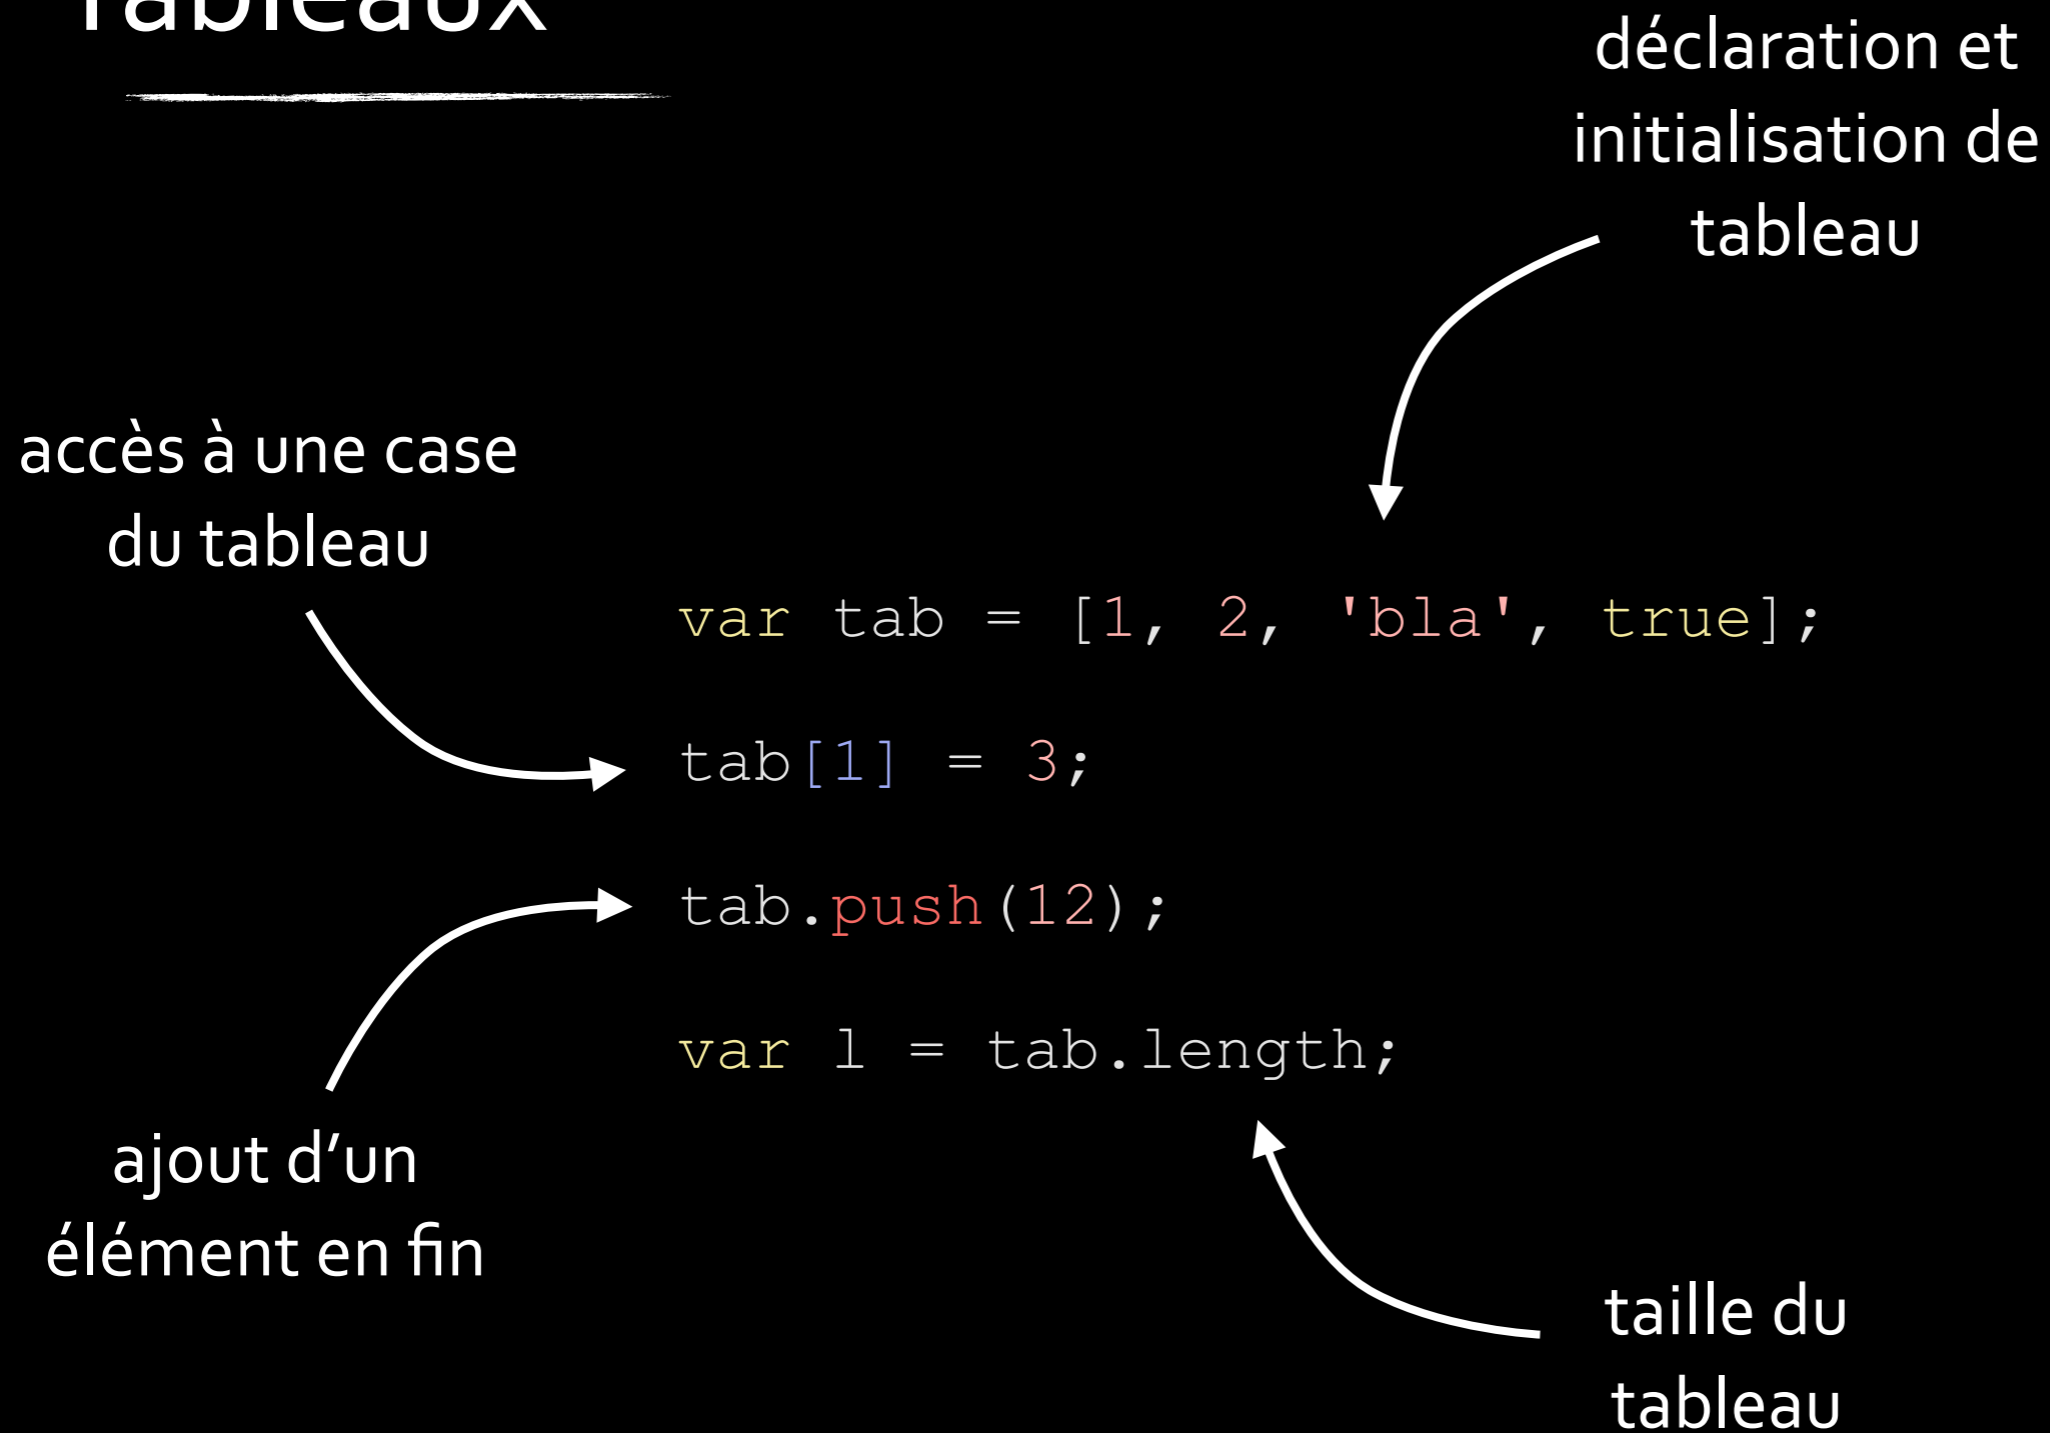 Tableaux
déclaration et
initialisation de
tableau
accès à une case
du tableau
var tab = [1, 2, 'bla', true];
tab[1] = 3;
tab.push(12);
var l = tab.length;
ajout d’un
élément en fin
taille du
tableau